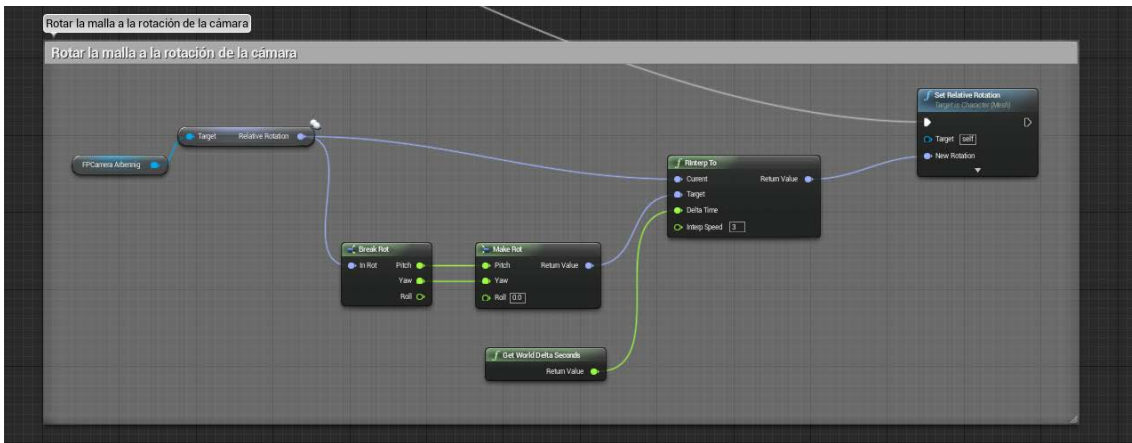 Rotar la malla a la rotación de la cámara
Rotar la malla a la rotación de la cámara
Set Relative Rotation
Target is Character (Mesh)
Target self
New Rotation
Target Relative Rotation
FPCamera Arbennig
RInterp To
Current Return Value
Target
Delta Time
Interp Speed 3
Break Rot
In Rot Pitch
Yaw
Roll
Make Rot
Pitch Return Value
Yaw
Roll 0.0
Get World Delta Seconds
Return Value